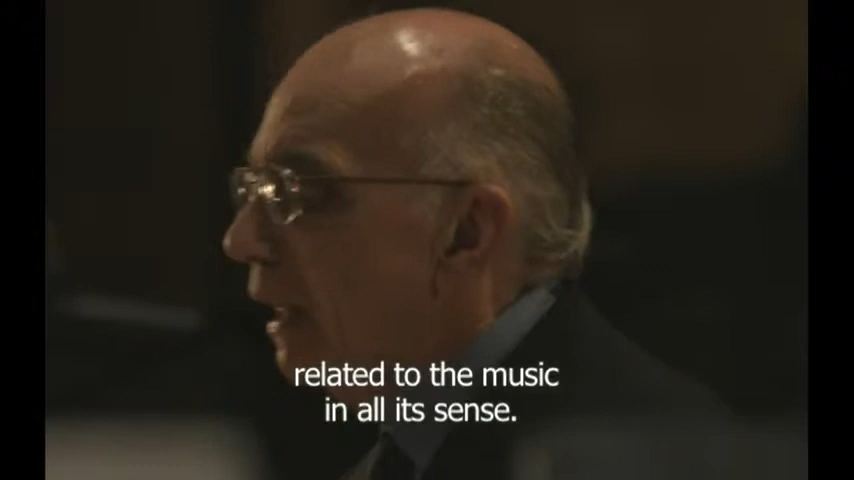 related to the music
in all its sense.